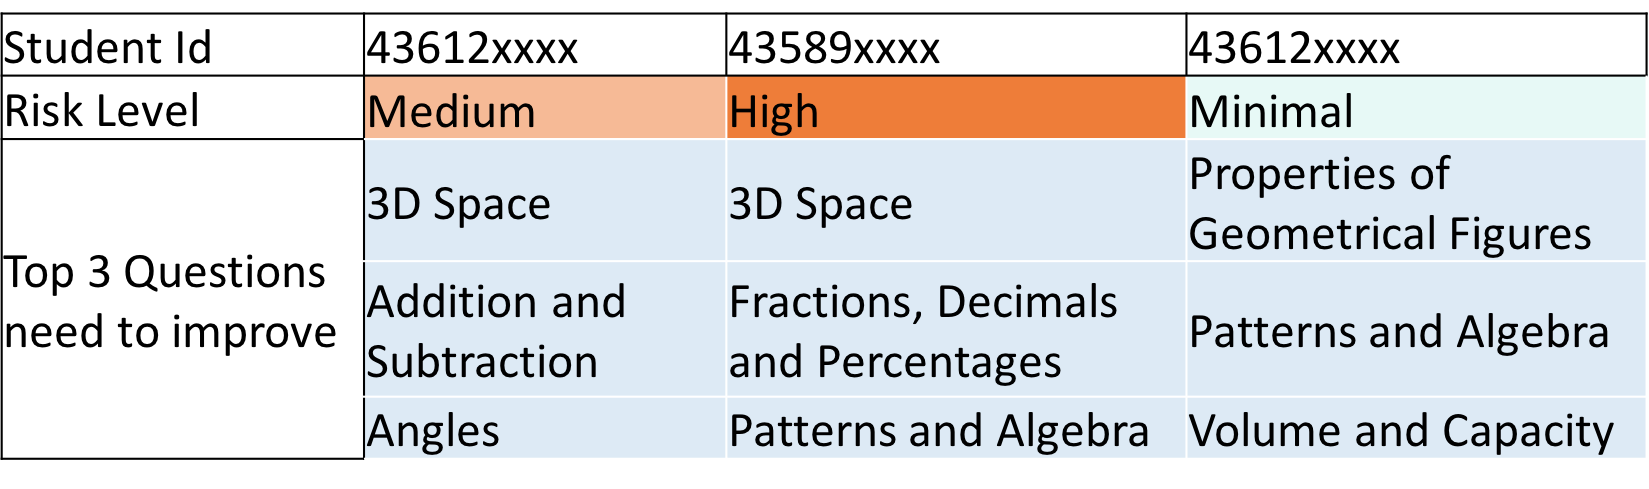 Student Id 43612xxxx 43589xxxx 43612xxxx
Risk Level Medium High Minimal
Top 3 Questions
need to improve
3D Space 3D Space Properties of
Geometrical Figures
Addition and
Subtraction
Fractions, Decimals
and Percentages
Patterns and Algebra
Angles Patterns and Algebra Volume and Capacity